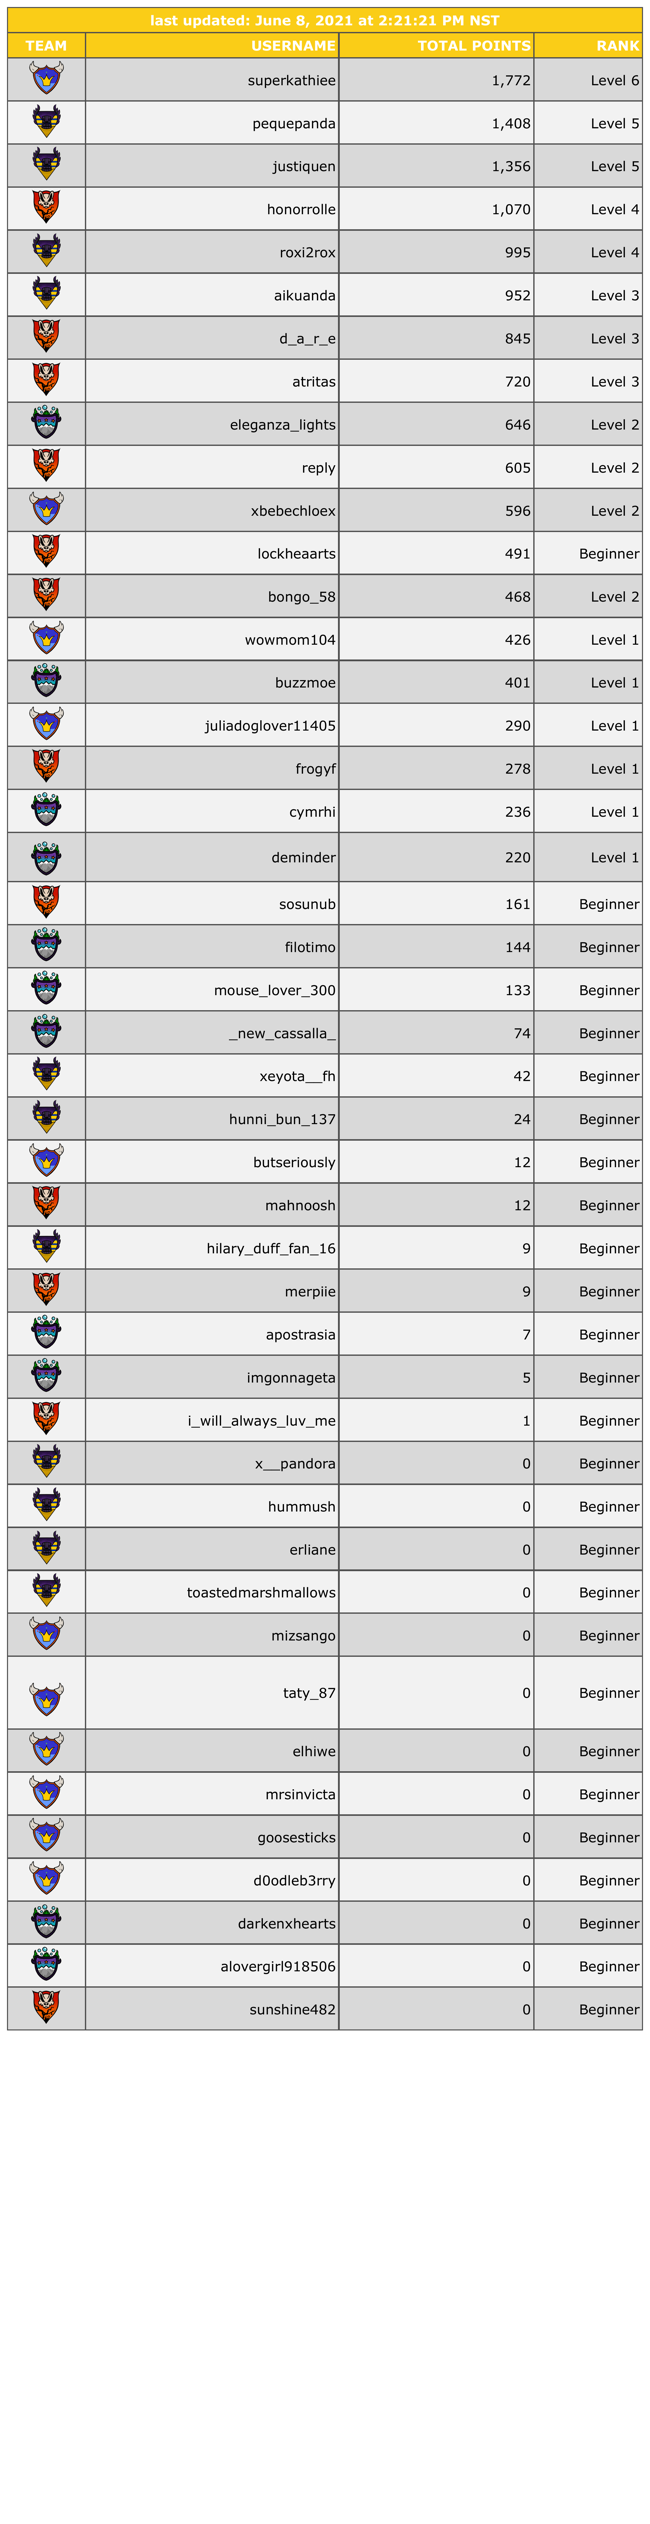 last updated: June 8, 2021 at 2:21:21 PM NST
TEAM USERNAME TOTAL POINTS RANK
superkathiee 1,772 Level 6
pequepanda 1,408 Level 5
justiquen 1,356 Level 5
honorrolle 1,070 Level 4
roxi2rox 995 Level 4
aikuanda 952 Level 3
d_a_r_e 845 Level 3
atritas 720 Level 3
eleganza_lights 646 Level 2
reply 605 Level 2
xbebechloex 596 Level 2
lockheaarts 491 Beginner
bongo_58 468 Level 2
wowmom104 426 Level 1
buzzmoe 401 Level 1
juliadoglover11405 290 Level 1
frogyf 278 Level 1
cymrhi 236 Level 1
deminder 220 Level 1
sosunub 161 Beginner
filotimo 144 Beginner
mouse_lover_300 133 Beginner
_new_cassalla_ 74 Beginner
xeyota__fh 42 Beginner
hunni_bun_137 24 Beginner
butseriously 12 Beginner
mahnoosh 12 Beginner
hilary_duff_fan_16 9 Beginner
merpiie 9 Beginner
apostrasia 7 Beginner
imgonnageta 5 Beginner
i_will_always_luv_me 1 Beginner
x__pandora 0 Beginner
hummush 0 Beginner
erliane 0 Beginner
toastedmarshmallows 0 Beginner
mizsango 0 Beginner
taty_87 0 Beginner
elhiwe 0 Beginner
mrsinvicta 0 Beginner
goosesticks 0 Beginner
d0odleb3rry 0 Beginner
darkenxhearts 0 Beginner
alovergirl918506 0 Beginner
sunshine482 0 Beginner